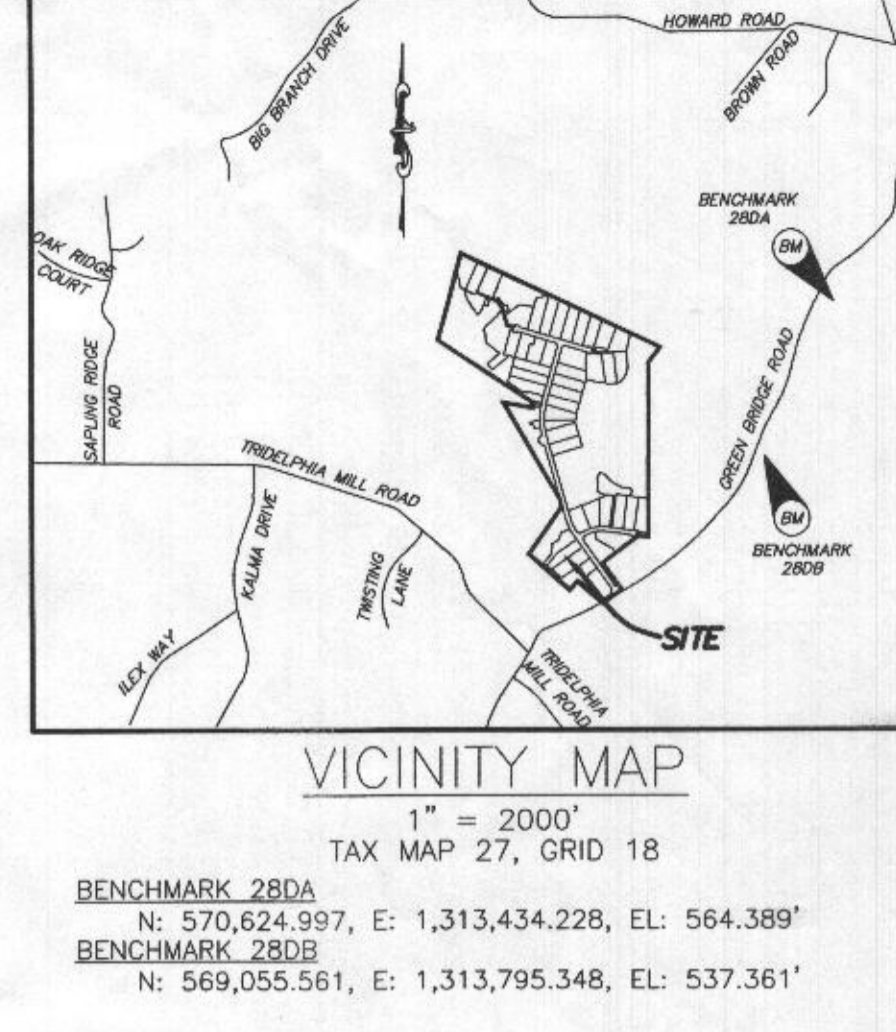 HOWARD ROAD
BIG BRANCH DRIVE
BROWN ROAD
BENCHMARK
28DA
BM
OAK RIDGE
COURT
SAPLING RIDGE
ROAD
GREEN BRIDGE ROAD
TRIDELPHIA MILL ROAD
KALMA DRIVE
BM
BENCHMARK
28DB
TWISTING
LANE
ILEX WAY
SITE
TRIDELPHIA
MILL ROAD
VICINITY MAP
1" = 2000'
TAX MAP 27, GRID 18
BENCHMARK 28DA
N: 570,624.997, E: 1,313,434.228, EL: 564.389'
BENCHMARK 28DB
N: 569,055.561, E: 1,313,795.348, EL: 537.361'